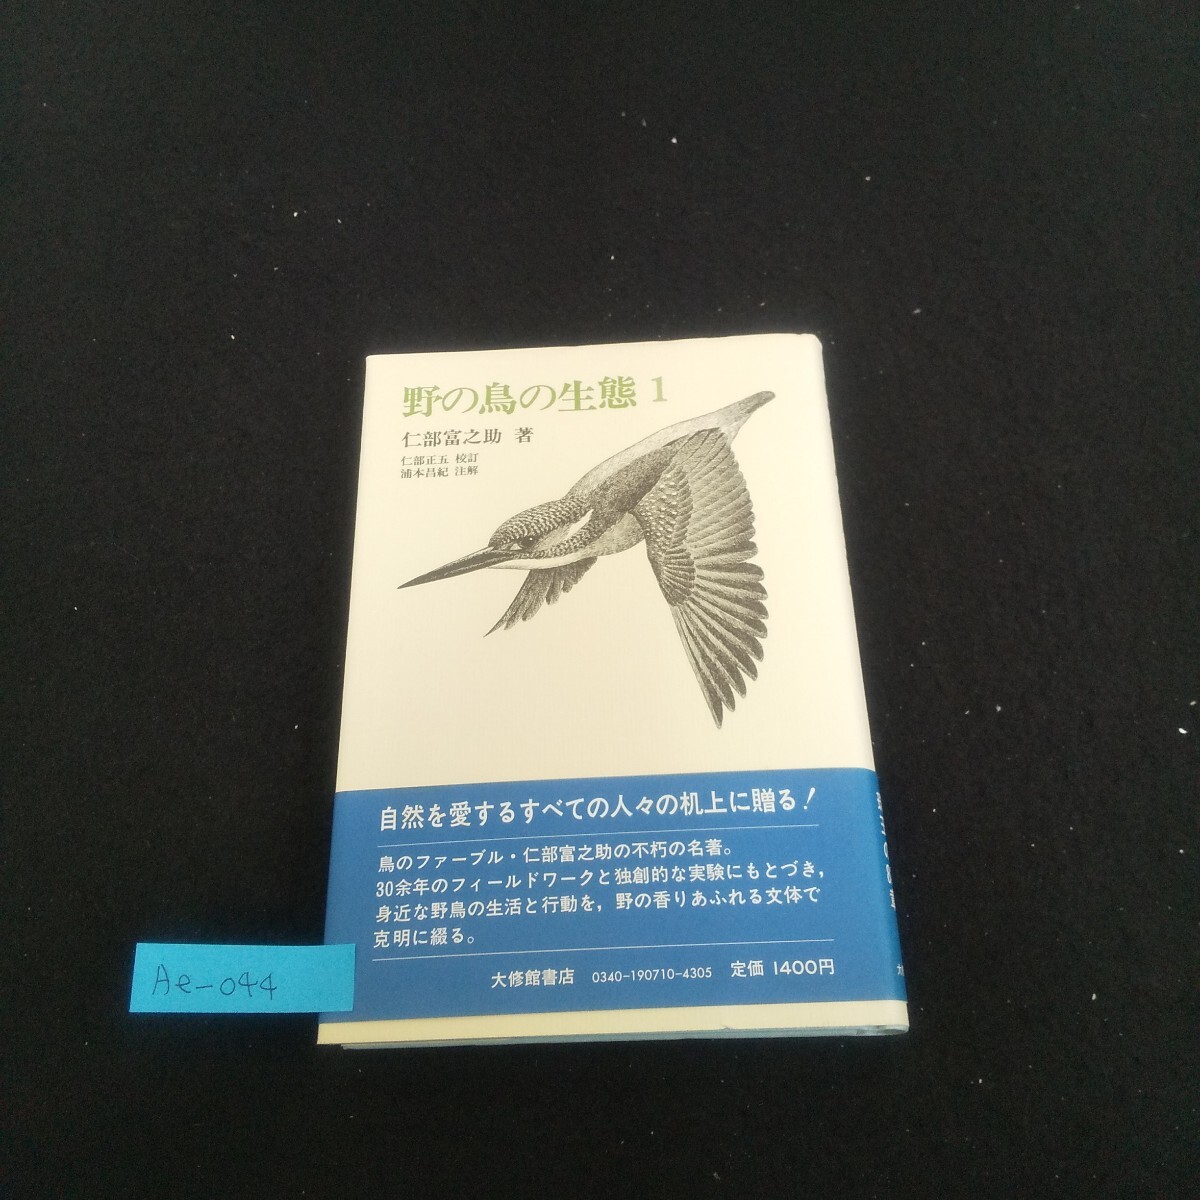 野の鳥の生態 1
仁部富之助 著
仁部正五 校訂
浦本昌紀 注解
自然を愛するすべての人々の机上に贈る!
鳥のファーブル・仁部富之助の不朽の名著。
30余年のフィールドワークと独創的な実験にもとづき,
身近な野鳥の生活と行動を, 野の香りあふれる文体で
克明に綴る。
大修館書店 0340-190710-4305 定価 1400円
Ae-044